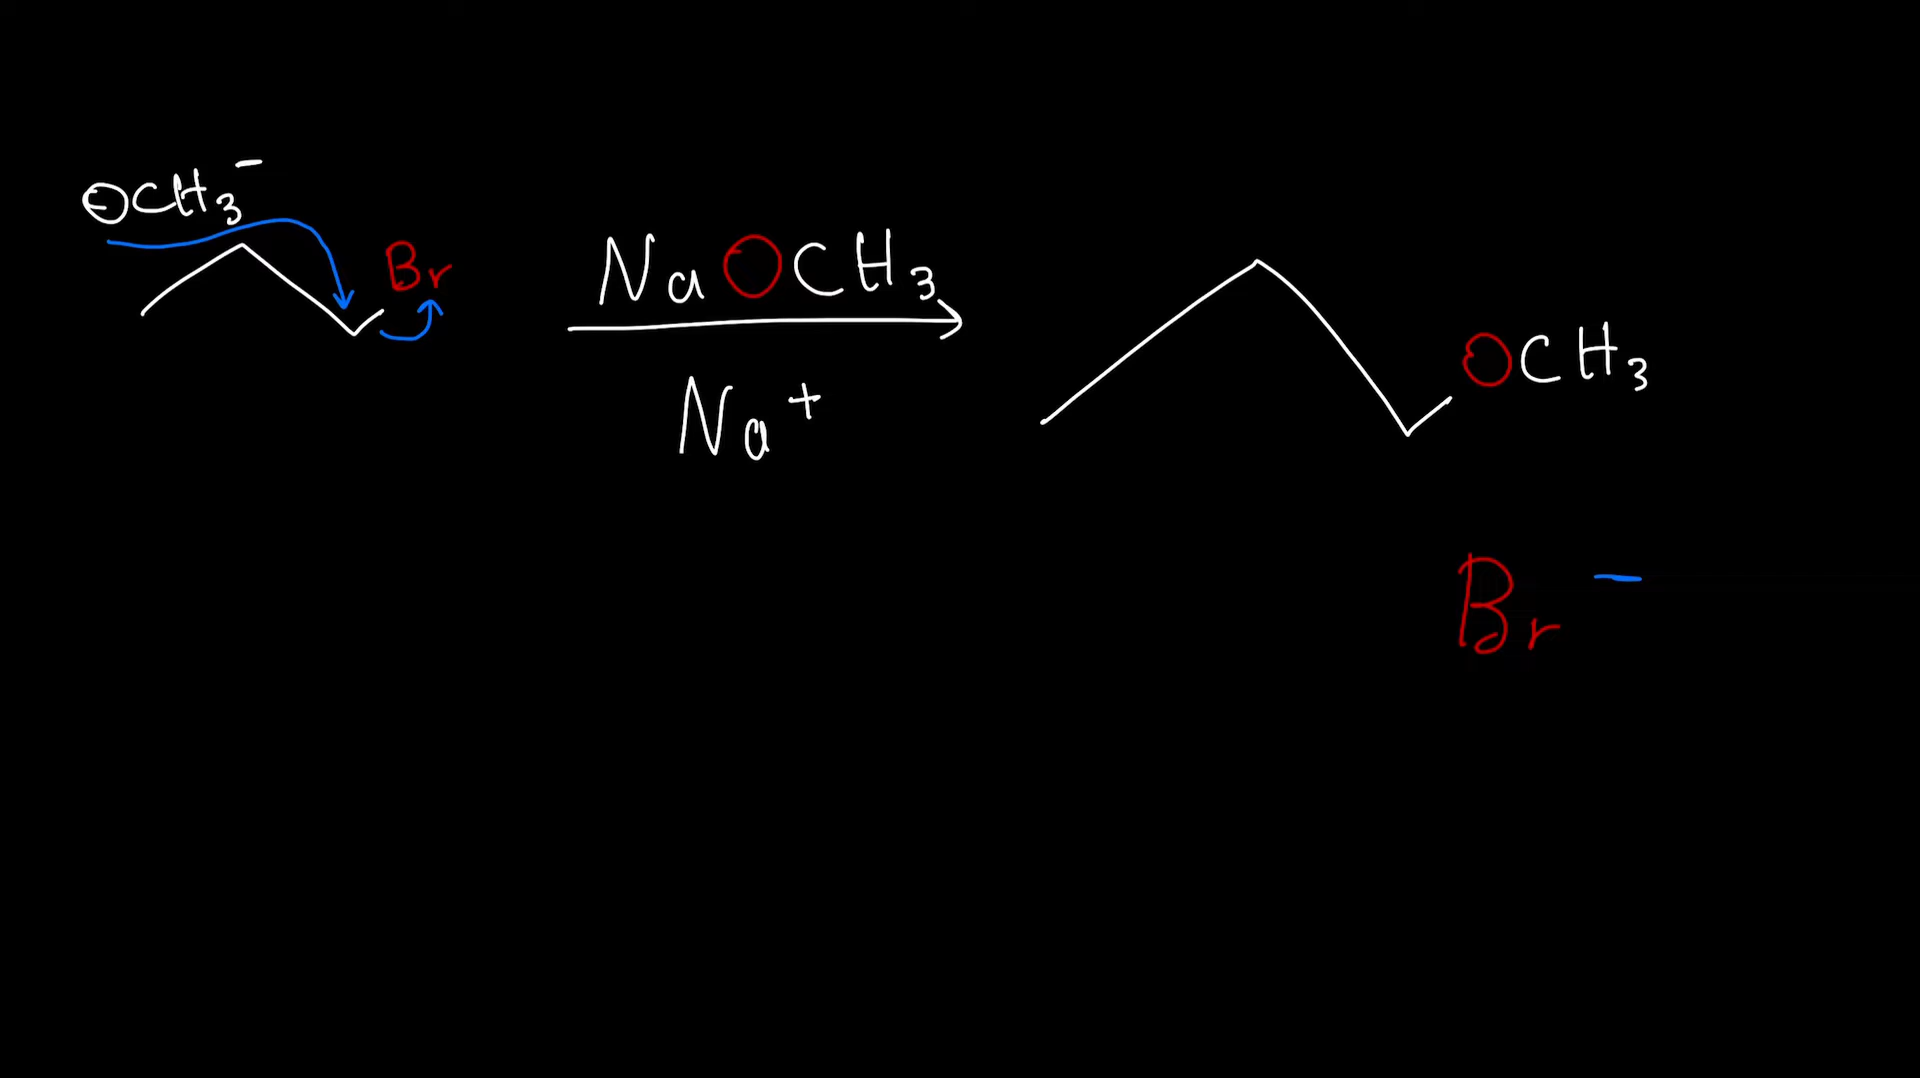 OCH₃⁻
Br
NaOCH₃
Na⁺
OCH₃
Br⁻